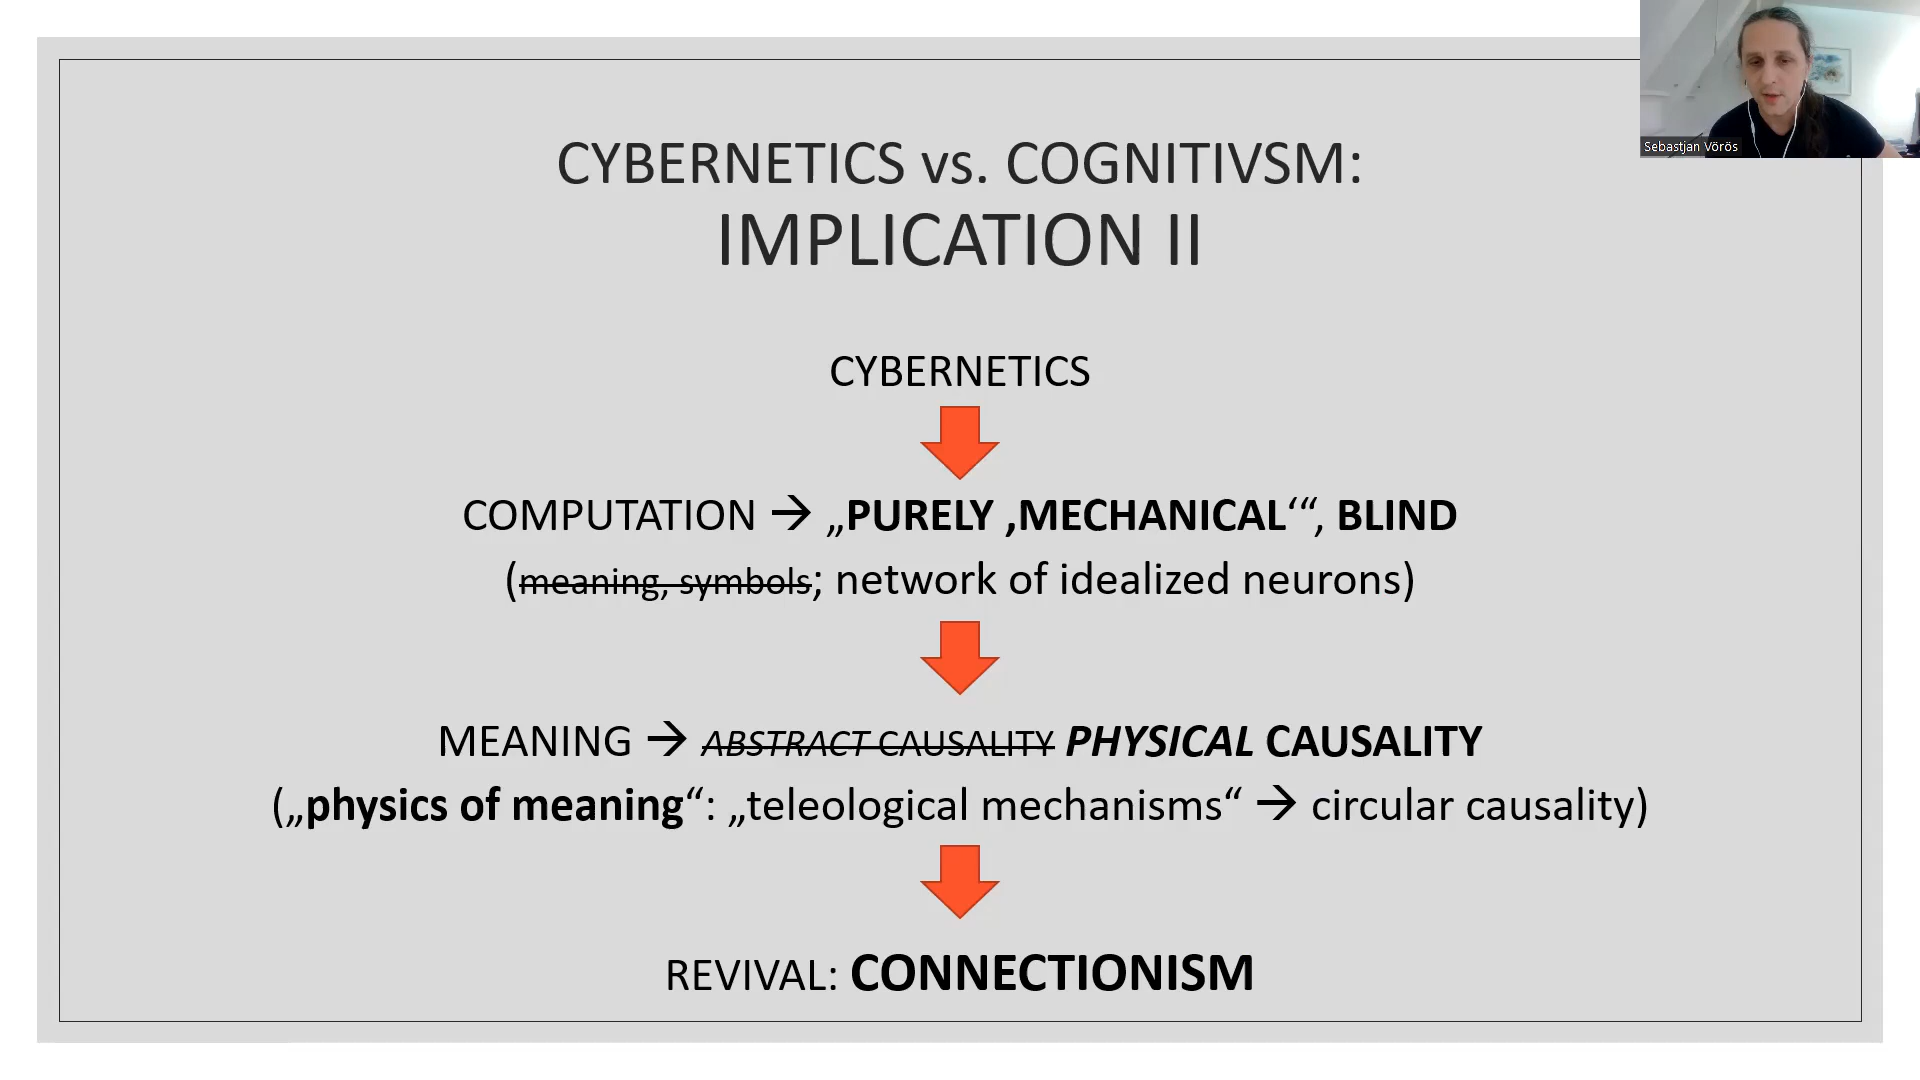 CYBERNETICS vs. COGNITIVSM:
IMPLICATION II
Sebastjan Vörös
CYBERNETICS
COMPUTATION → „PURELY ‚MECHANICAL‘“, BLIND
(meaning, symbols; network of idealized neurons)
MEANING → ABSTRACT CAUSALITY PHYSICAL CAUSALITY
(„physics of meaning“: „teleological mechanisms“ → circular causality)
REVIVAL: CONNECTIONISM